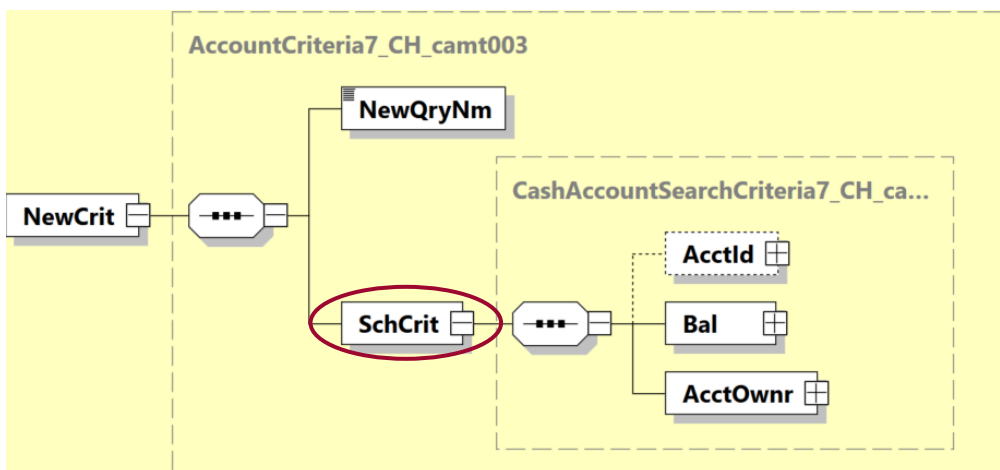 AccountCriteria7_CH_camt003
NewQryNm
CashAccountSearchCriteria7_CH_ca...
NewCrit
AcctId
SchCrit
Bal
AcctOwnr